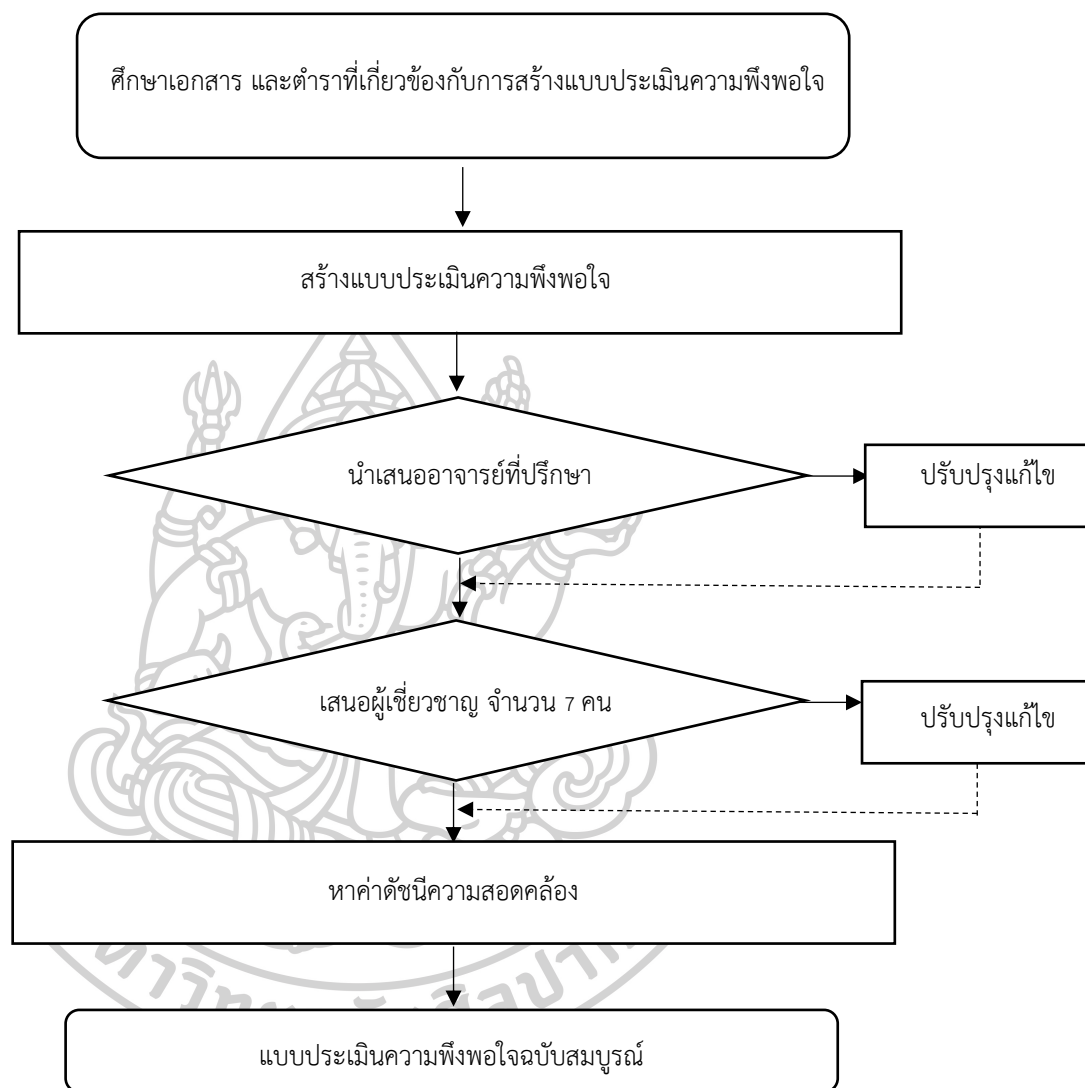 ศึกษาเอกสาร และตำราที่เกี่ยวข้องกับการสร้างแบบประเมินความพึงพอใจ
สร้างแบบประเมินความพึงพอใจ
นำเสนออาจารย์ที่ปรึกษา
ปรับปรุงแก้ไข
เสนอผู้เชี่ยวชาญ จำนวน 7 คน
ปรับปรุงแก้ไข
หาค่าดัชนีความสอดคล้อง
แบบประเมินความพึงพอใจฉบับสมบูรณ์